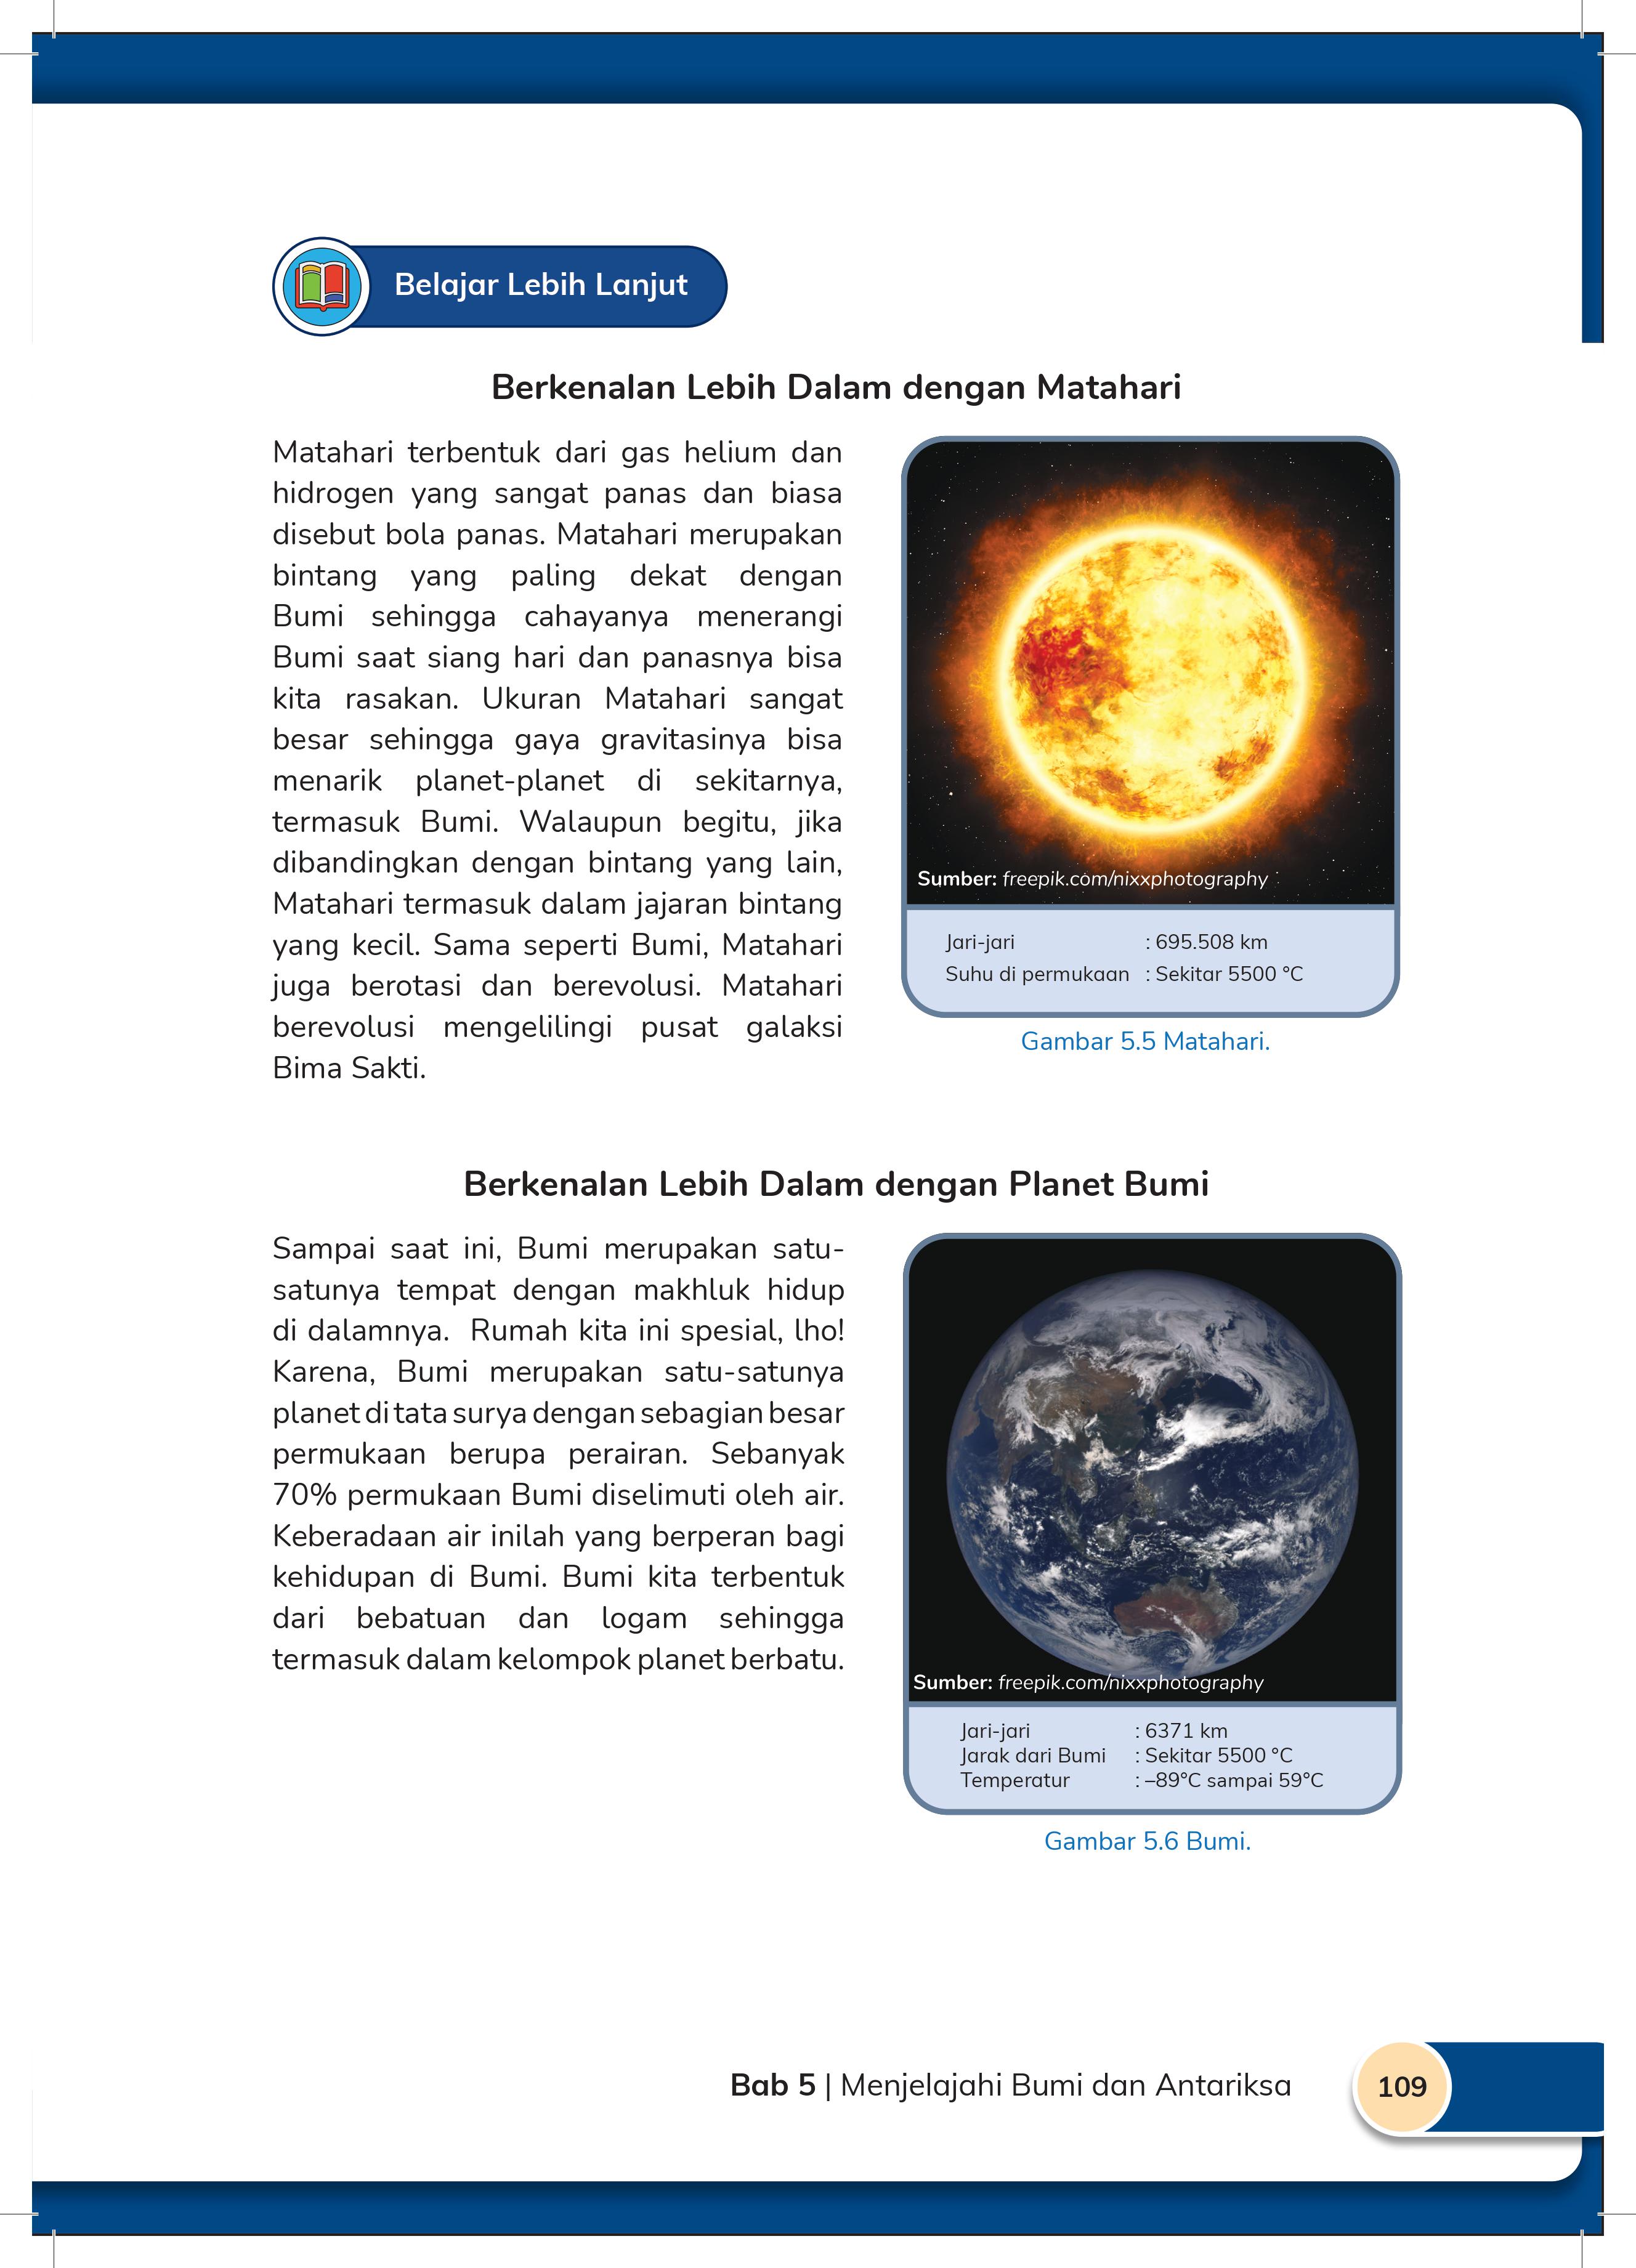 Belajar Lebih Lanjut
Berkenalan Lebih Dalam dengan Matahari
Matahari terbentuk dari gas helium dan
hidrogen yang sangat panas dan biasa
disebut bola panas. Matahari merupakan
bintang yang paling dekat dengan
Bumi sehingga cahayanya menerangi
Bumi saat siang hari dan panasnya bisa
kita rasakan. Ukuran Matahari sangat
besar sehingga gaya gravitasinya bisa
menarik planet-planet di sekitarnya,
termasuk Bumi. Walaupun begitu, jika
dibandingkan dengan bintang yang lain,
Matahari termasuk dalam jajaran bintang
yang kecil. Sama seperti Bumi, Matahari
juga berotasi dan berevolusi. Matahari
berevolusi mengelilingi pusat galaksi
Bima Sakti.
Sumber: freepik.com/nixxphotography
Jari-jari : 695.508 km
Suhu di permukaan : Sekitar 5500 °C
Gambar 5.5 Matahari.
Berkenalan Lebih Dalam dengan Planet Bumi
Sampai saat ini, Bumi merupakan satu-
satunya tempat dengan makhluk hidup
di dalamnya. Rumah kita ini spesial, lho!
Karena, Bumi merupakan satu-satunya
planet di tata surya dengan sebagian besar
permukaan berupa perairan. Sebanyak
70% permukaan Bumi diselimuti oleh air.
Keberadaan air inilah yang berperan bagi
kehidupan di Bumi. Bumi kita terbentuk
dari bebatuan dan logam sehingga
termasuk dalam kelompok planet berbatu.
Sumber: freepik.com/nixxphotography
Jari-jari : 6371 km
Jarak dari Bumi : Sekitar 5500 °C
Temperatur : –89°C sampai 59°C
Gambar 5.6 Bumi.
Bab 5 | Menjelajahi Bumi dan Antariksa
109